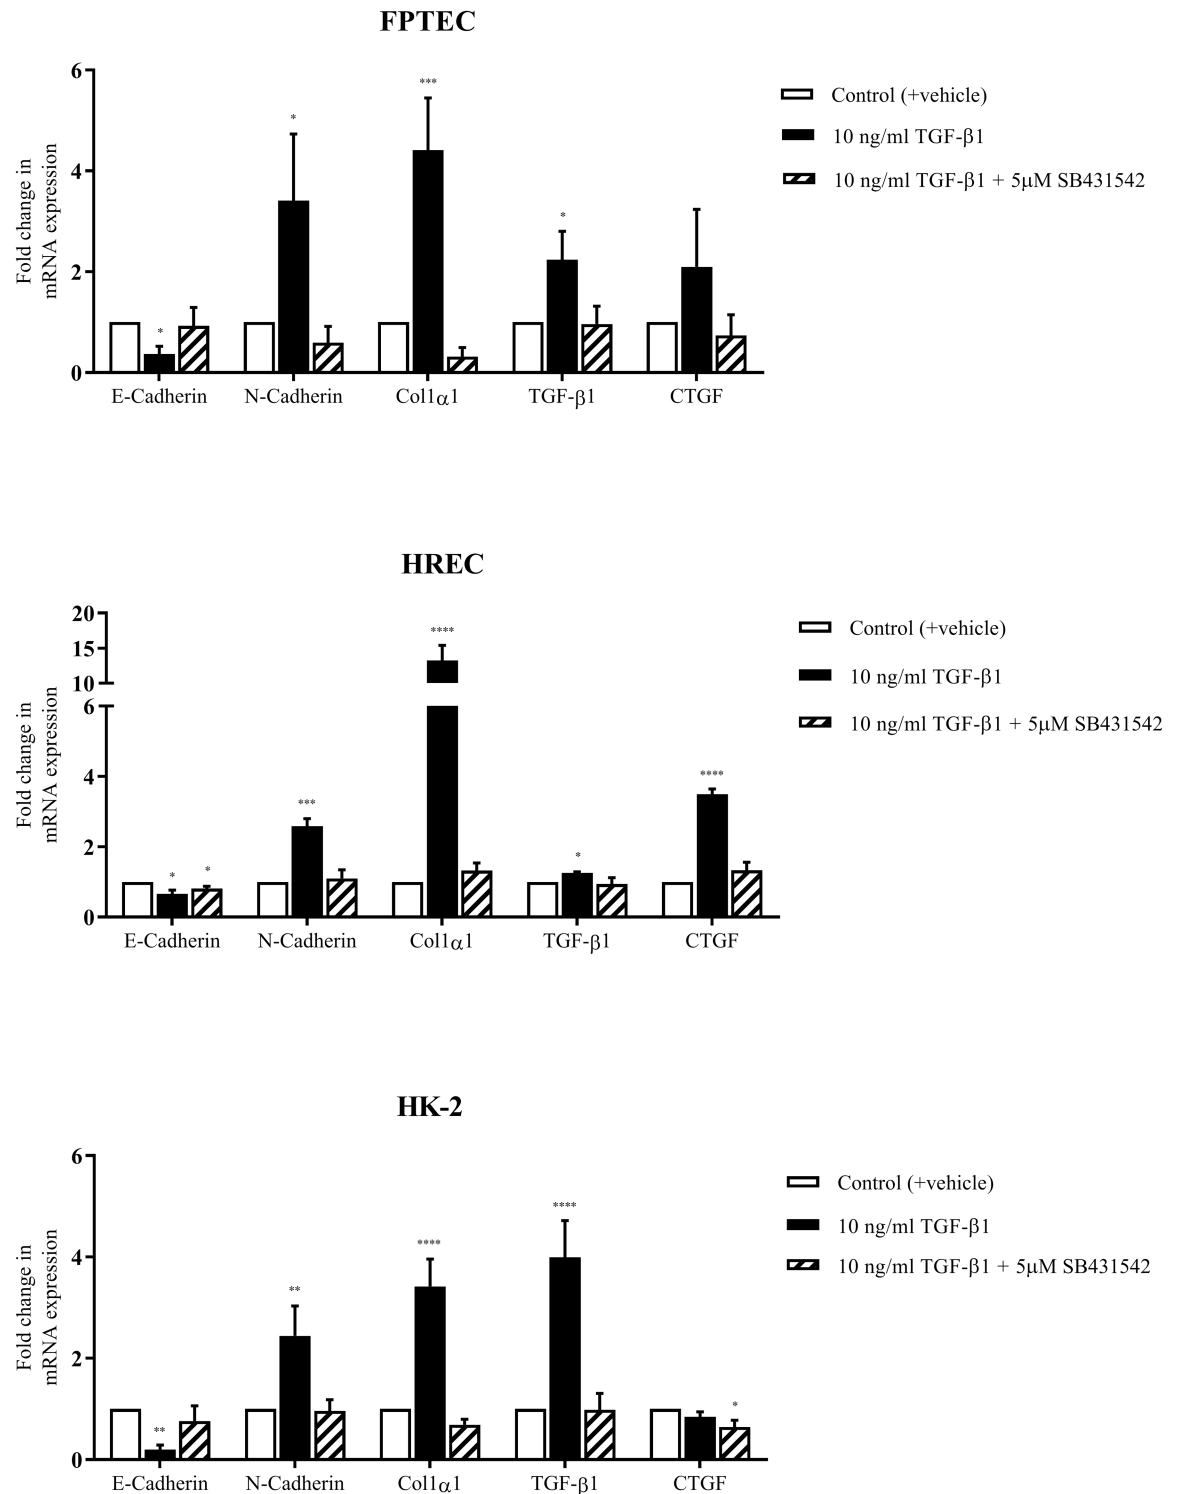 FPTEC
6
4
2
0
Fold change in
mRNA expression
*
*
***
*
E-Cadherin N-Cadherin Col1α1 TGF-β1 CTGF
Control (+vehicle)
10 ng/ml TGF-β1
10 ng/ml TGF-β1 + 5μM SB431542
HREC
20
15
10
6
4
2
0
Fold change in
mRNA expression
*
*
***
****
*
****
E-Cadherin N-Cadherin Col1α1 TGF-β1 CTGF
Control (+vehicle)
10 ng/ml TGF-β1
10 ng/ml TGF-β1 + 5μM SB431542
HK-2
6
4
2
0
Fold change in
mRNA expression
**
**
****
****
*
E-Cadherin N-Cadherin Col1α1 TGF-β1 CTGF
Control (+vehicle)
10 ng/ml TGF-β1
10 ng/ml TGF-β1 + 5μM SB431542